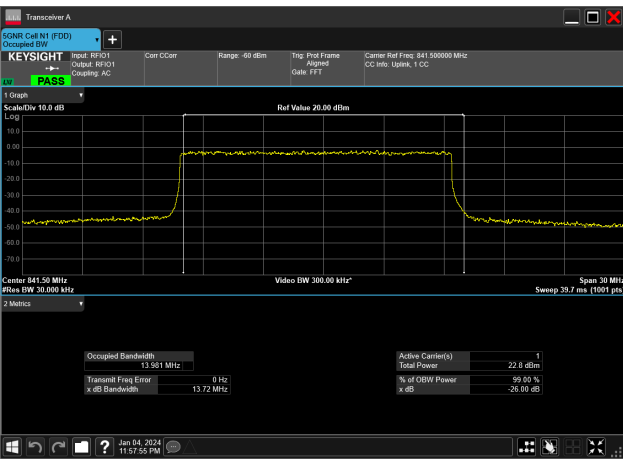 Transceiver A
5GNR Cell N1 (FDD)
Occupied BW
KEYSIGHT
LXI
PASS
Input: RFIO1
Output: RFIO1
Coupling: AC
Corr CCorr
Range: -60 dBm
Trig: Prot Frame
Aligned
Gate: FFT
Carrier Ref Freq: 841.500000 MHz
CC Info: Uplink, 1 CC
1 Graph
Scale/Div 10.0 dB
Ref Value 20.00 dBm
Log
10.0
0.00
-10.0
-20.0
-30.0
-40.0
-50.0
-60.0
-70.0
Center 841.50 MHz
Video BW 300.00 kHz*
Span 30 MHz
#Res BW 30.000 kHz
Sweep 39.7 ms (1001 pts)
2 Metrics
Occupied Bandwidth
13.981 MHz
Transmit Freq Error 0 Hz
x dB Bandwidth 13.72 MHz
Active Carrier(s) 1
Total Power 22.8 dBm
% of OBW Power 99.00 %
x dB -26.00 dB
?
Jan 04, 2024
11:57:55 PM